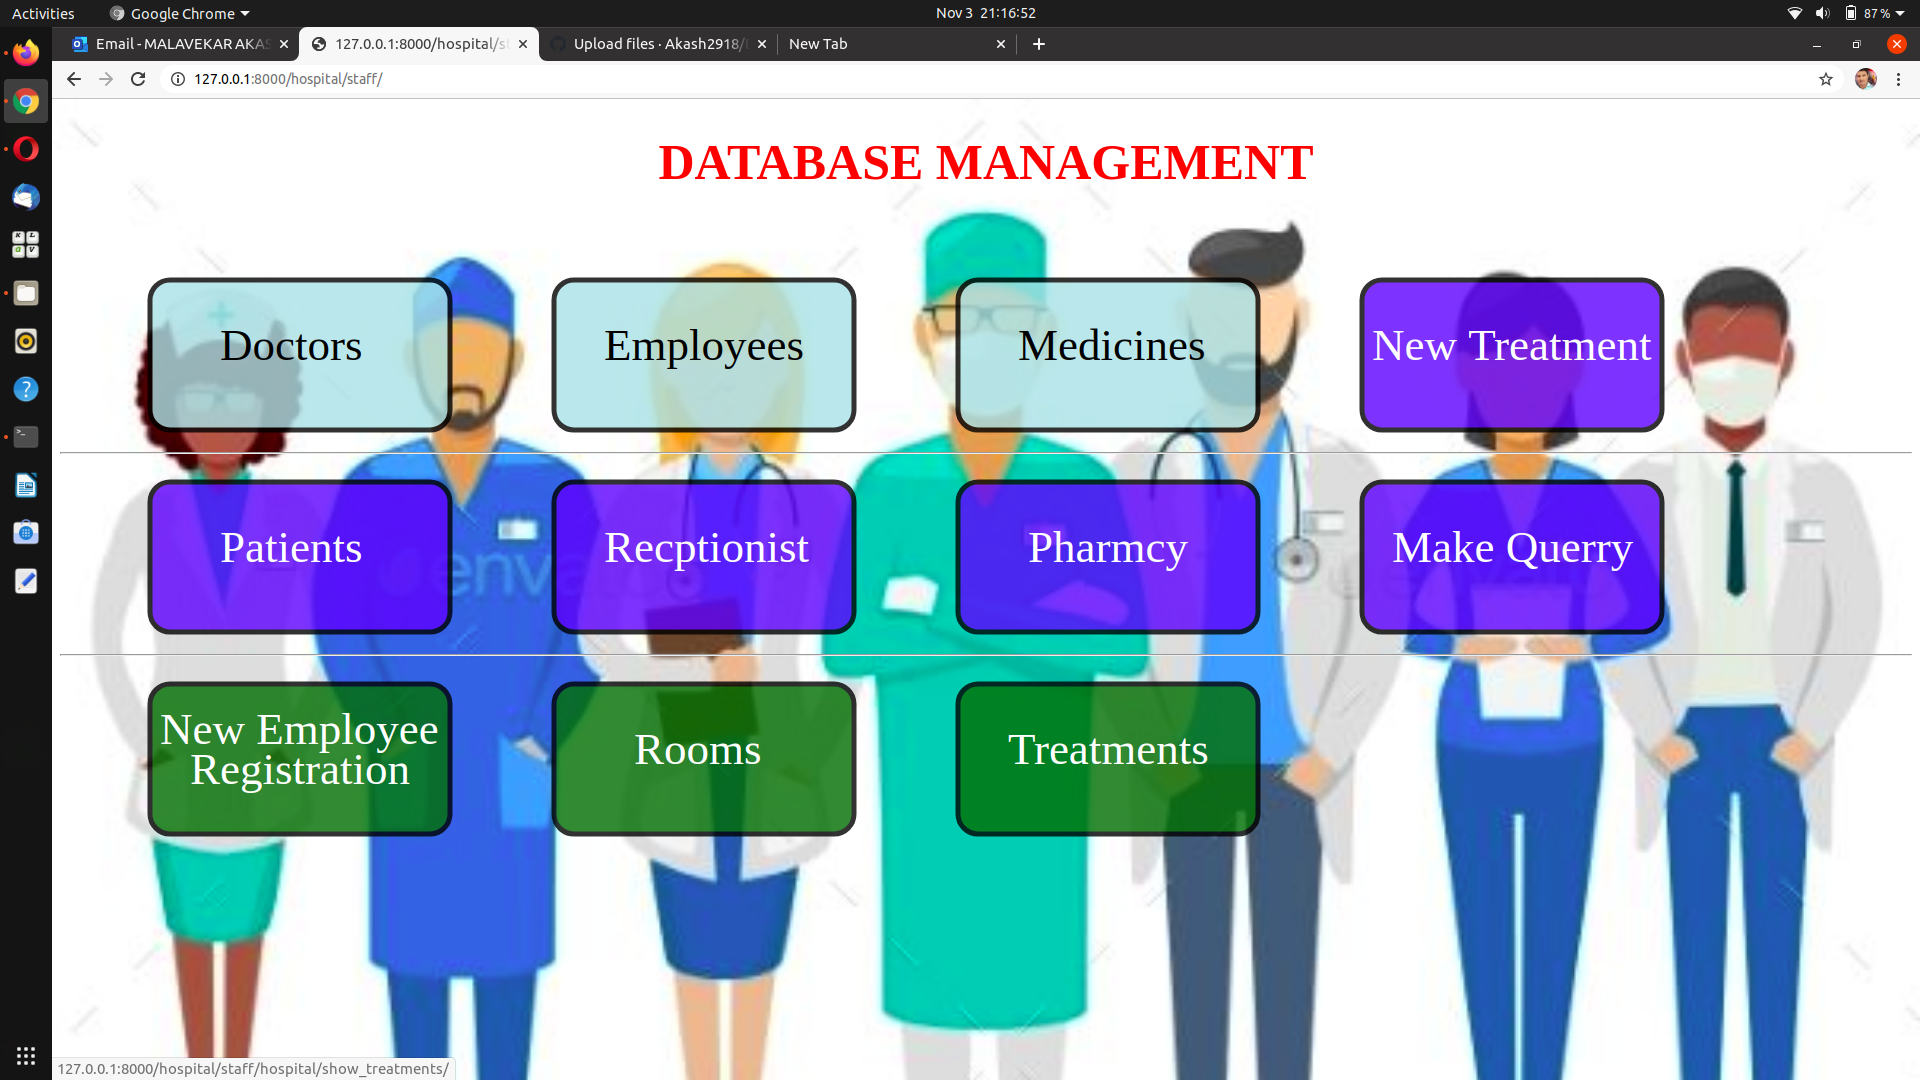 Activities
Google Chrome
Nov 3 21:16:52
87 %
Email - MALAVEKAR AKAS
127.0.0.1:8000/hospital/st
Upload files · Akash2918/
New Tab
127.0.0.1:8000/hospital/staff/
DATABASE MANAGEMENT
Doctors
Employees
Medicines
New Treatment
Patients
Recptionist
Pharmcy
Make Querry
New Employee
Registration
Rooms
Treatments
127.0.0.1:8000/hospital/staff/hospital/show_treatments/